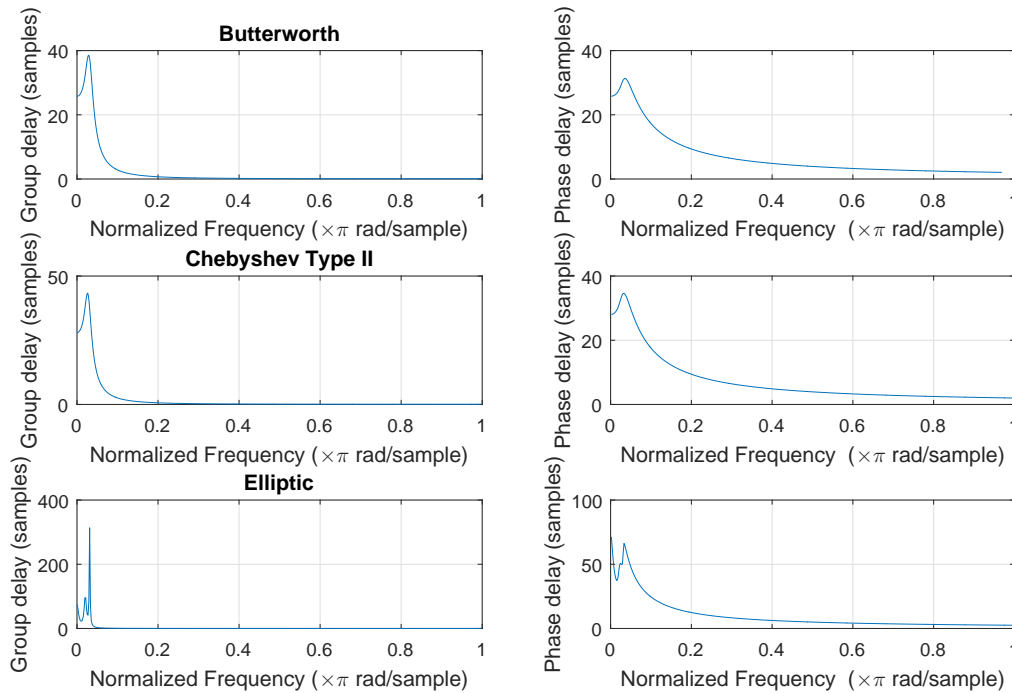 Butterworth
Group delay (samples)
40
20
0
0 0.2 0.4 0.6 0.8 1
Normalized Frequency (×π rad/sample)
Phase delay (samples)
40
20
0
0 0.2 0.4 0.6 0.8 1
Normalized Frequency (×π rad/sample)
Chebyshev Type II
Group delay (samples)
50
0
0 0.2 0.4 0.6 0.8 1
Normalized Frequency (×π rad/sample)
Phase delay (samples)
40
20
0
0 0.2 0.4 0.6 0.8 1
Normalized Frequency (×π rad/sample)
Elliptic
Group delay (samples)
400
200
0
0 0.2 0.4 0.6 0.8 1
Normalized Frequency (×π rad/sample)
Phase delay (samples)
100
50
0
0 0.2 0.4 0.6 0.8 1
Normalized Frequency (×π rad/sample)